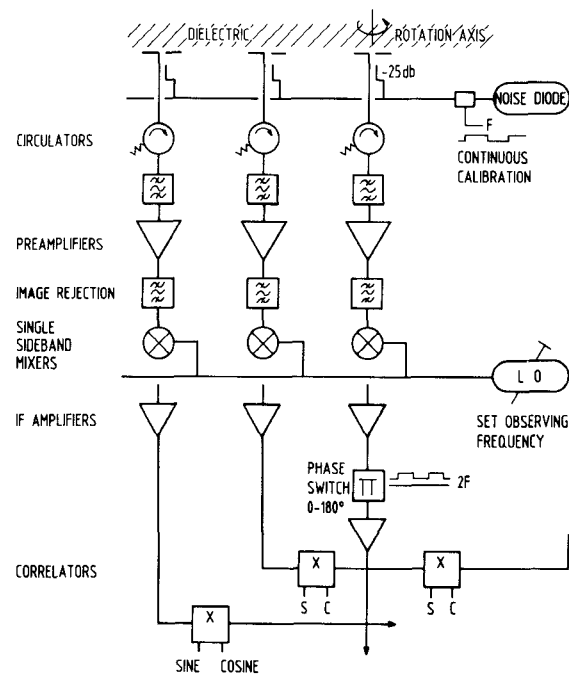 DIELECTRIC
ROTATION AXIS
-25db
NOISE DIODE
F
CONTINUOUS
CALIBRATION
CIRCULATORS
PREAMPLIFIERS
IMAGE REJECTION
SINGLE
SIDEBAND
MIXERS
L O
SET OBSERVING
FREQUENCY
IF AMPLIFIERS
PHASE
SWITCH
0-180°
π
2F
CORRELATORS
X
X
S C
S C
X
SINE COSINE